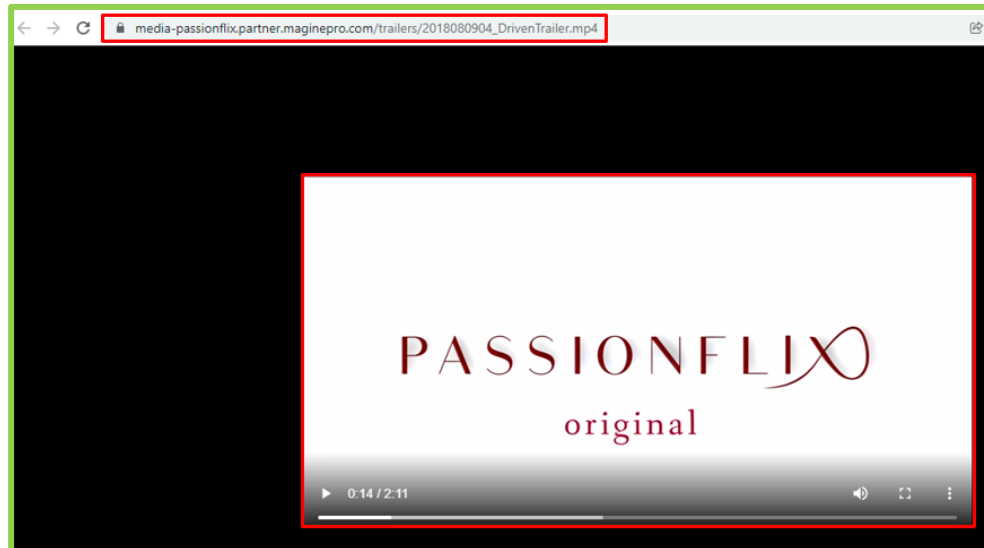 media-passionflix.partner.maginepro.com/trailers/2018080904_DrivenTrailer.mp4
PASSIONFLIX
original
0:14 / 2:11